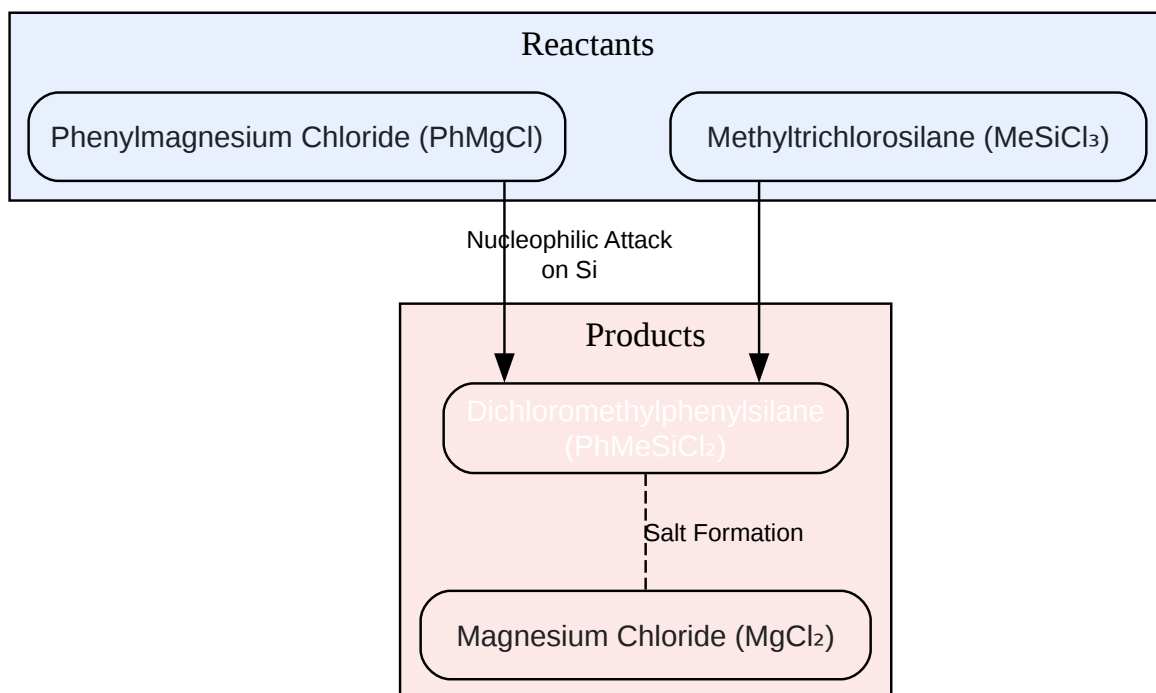 Reactants
Phenylmagnesium Chloride (PhMgCl)
Methyltrichlorosilane (MeSiCl₃)
Nucleophilic Attack
on Si
Products
Dichloromethylphenylsilane
(PhMeSiCl₂)
Salt Formation
Magnesium Chloride (MgCl₂)